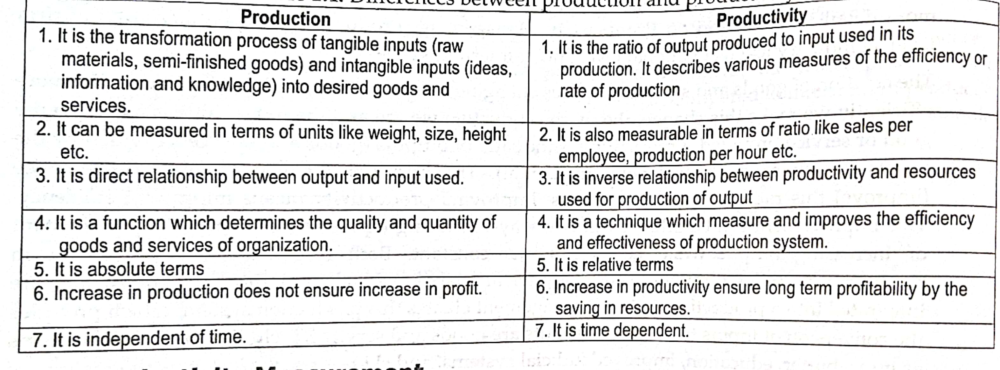 Differences between production and
Production
Productivity
1. It is the transformation process of tangible inputs (raw
materials, semi-finished goods) and intangible inputs (ideas,
information and knowledge) into desired goods and
services.
1. It is the ratio of output produced to input used in its
production. It describes various measures of the efficiency or
rate of production
2. It can be measured in terms of units like weight, size, height
etc.
2. It is also measurable in terms of ratio like sales per
employee, production per hour etc.
3. It is direct relationship between output and input used.
3. It is inverse relationship between productivity and resources
used for production of output
4. It is a function which determines the quality and quantity of
goods and services of organization.
4. It is a technique which measure and improves the efficiency
and effectiveness of production system.
5. It is absolute terms
5. It is relative terms
6. Increase in production does not ensure increase in profit.
6. Increase in productivity ensure long term profitability by the
saving in resources.
7. It is independent of time.
7. It is time dependent.